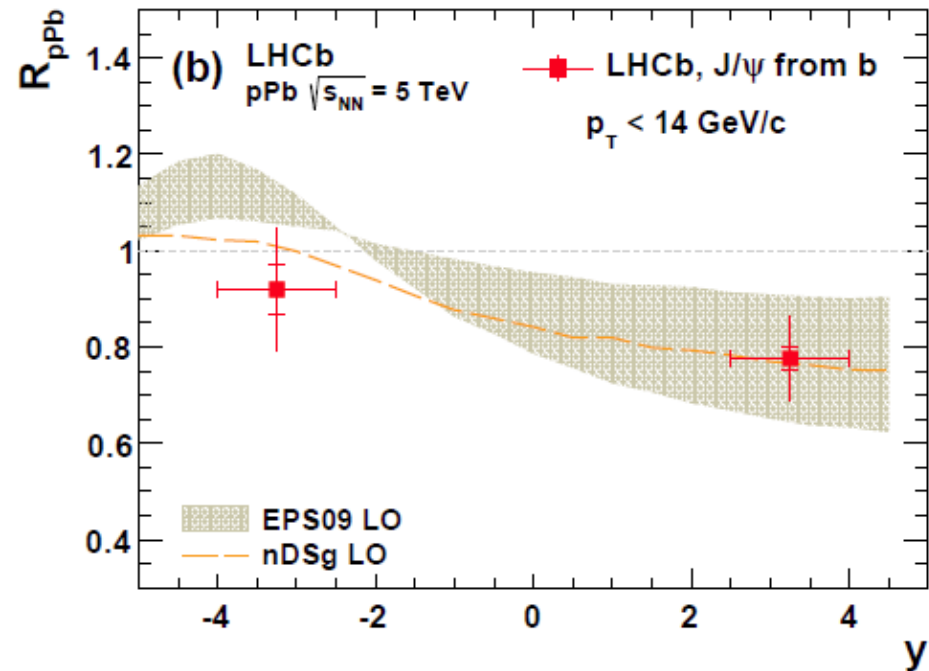 R_pPb
1.4
1.2
1
0.8
0.6
0.4
(b)
LHCb
pPb √s_NN = 5 TeV
LHCb, J/ψ from b
p_T < 14 GeV/c
EPS09 LO
nDSg LO
-4
-2
0
2
4
y